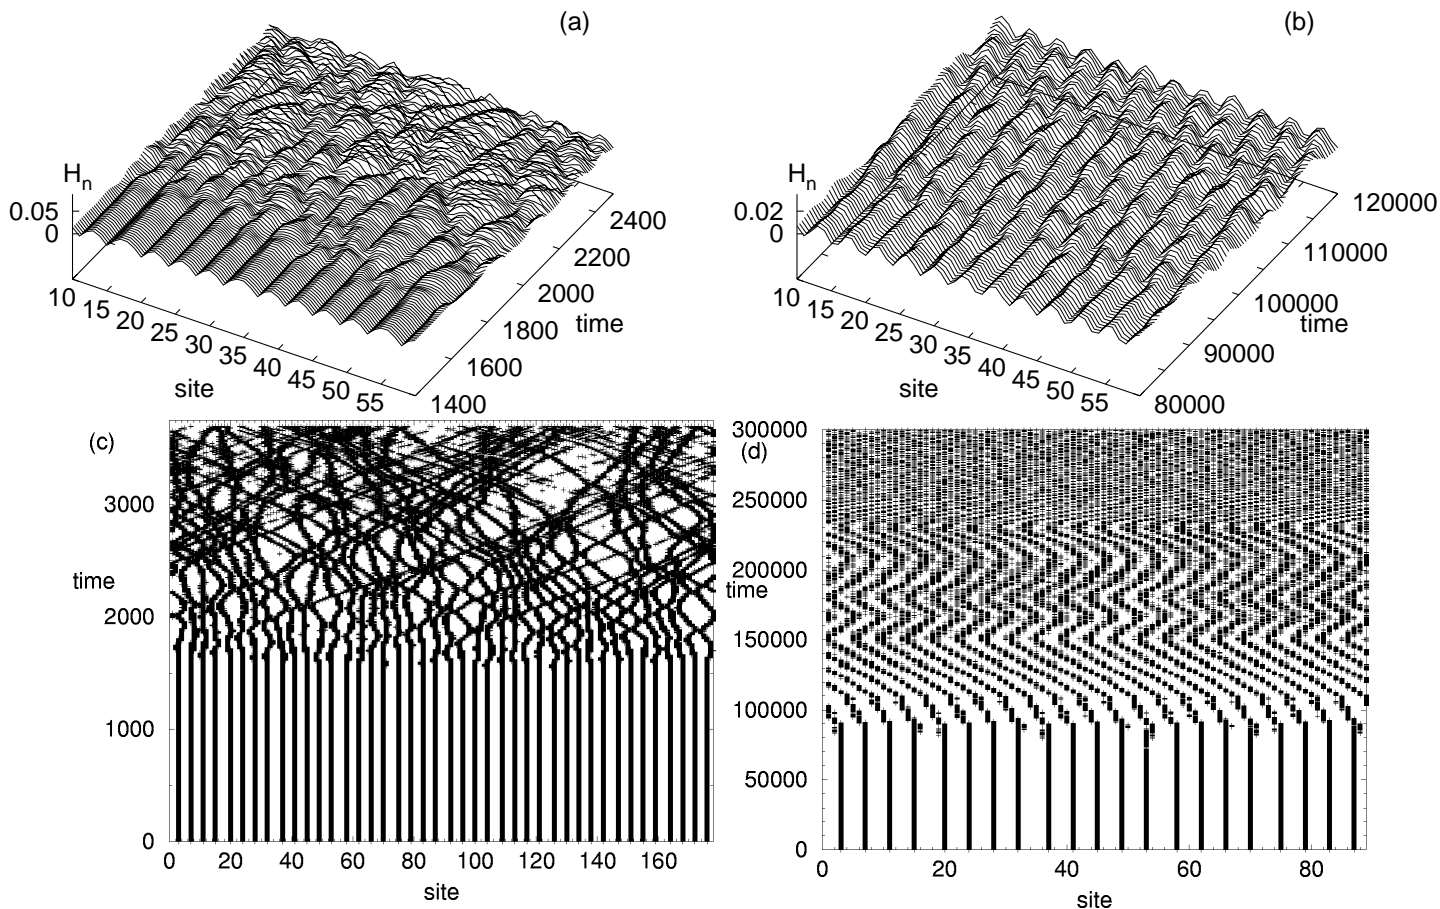 (a)
H_n
0.05
0
10 15 20 25 30 35 40 45 50 55
site
1400 1600 1800 2000 2200 2400
time
(b)
H_n
0.02
0
10 15 20 25 30 35 40 45 50 55
site
80000 90000 100000 110000 120000
time
(c)
3000
time
2000
1000
0
0 20 40 60 80 100 120 140 160
site
(d)
300000
250000
200000
time
150000
100000
50000
0
0 20 40 60 80
site